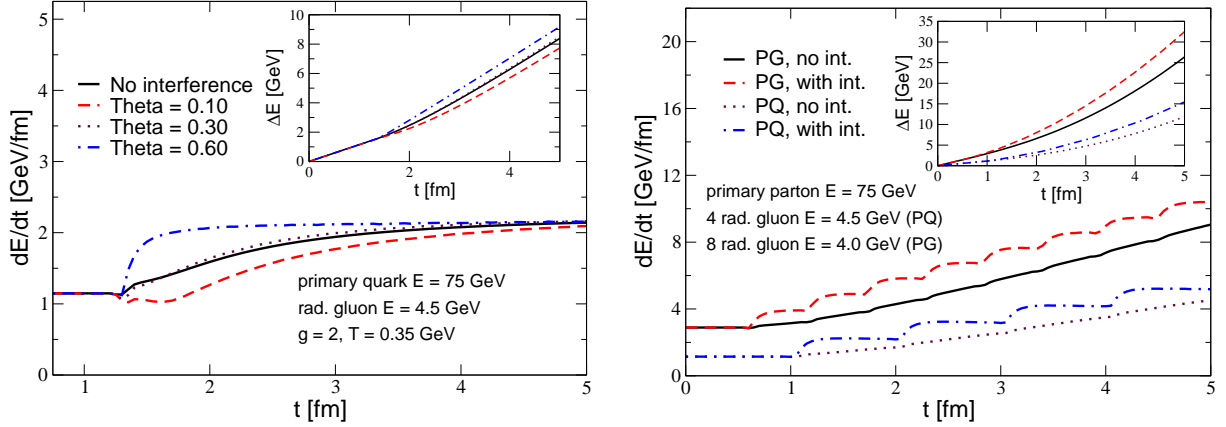 5
4
3
2
1
0
dE/dt [GeV/fm]
1
2
3
4
5
t [fm]
No interference
Theta = 0.10
Theta = 0.30
Theta = 0.60
10
8
6
4
2
0
ΔE [GeV]
0
2
4
t [fm]
primary quark E = 75 GeV
rad. gluon E = 4.5 GeV
g = 2, T = 0.35 GeV
20
16
12
8
4
0
dE/dt [GeV/fm]
0
1
2
3
4
5
t [fm]
PG, no int.
PG, with int.
PQ, no int.
PQ, with int.
35
30
25
20
15
10
5
0
ΔE [GeV]
0
1
2
3
4
5
t [fm]
primary parton E = 75 GeV
4 rad. gluon E = 4.5 GeV (PQ)
8 rad. gluon E = 4.0 GeV (PG)